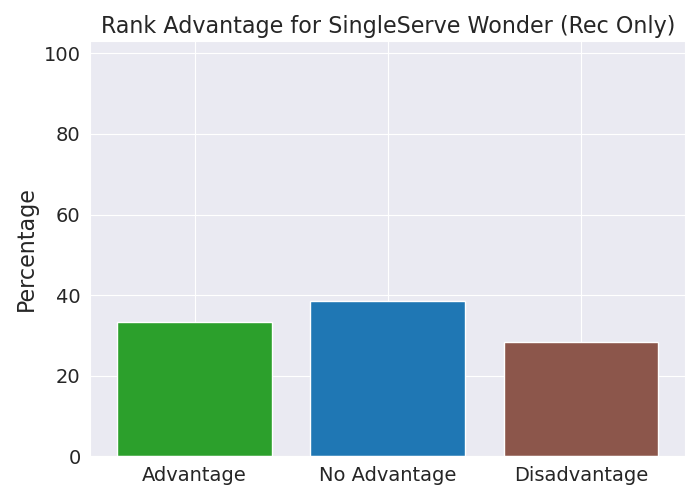 Rank Advantage for SingleServe Wonder (Rec Only)
Percentage
100
80
60
40
20
0
Advantage
No Advantage
Disadvantage